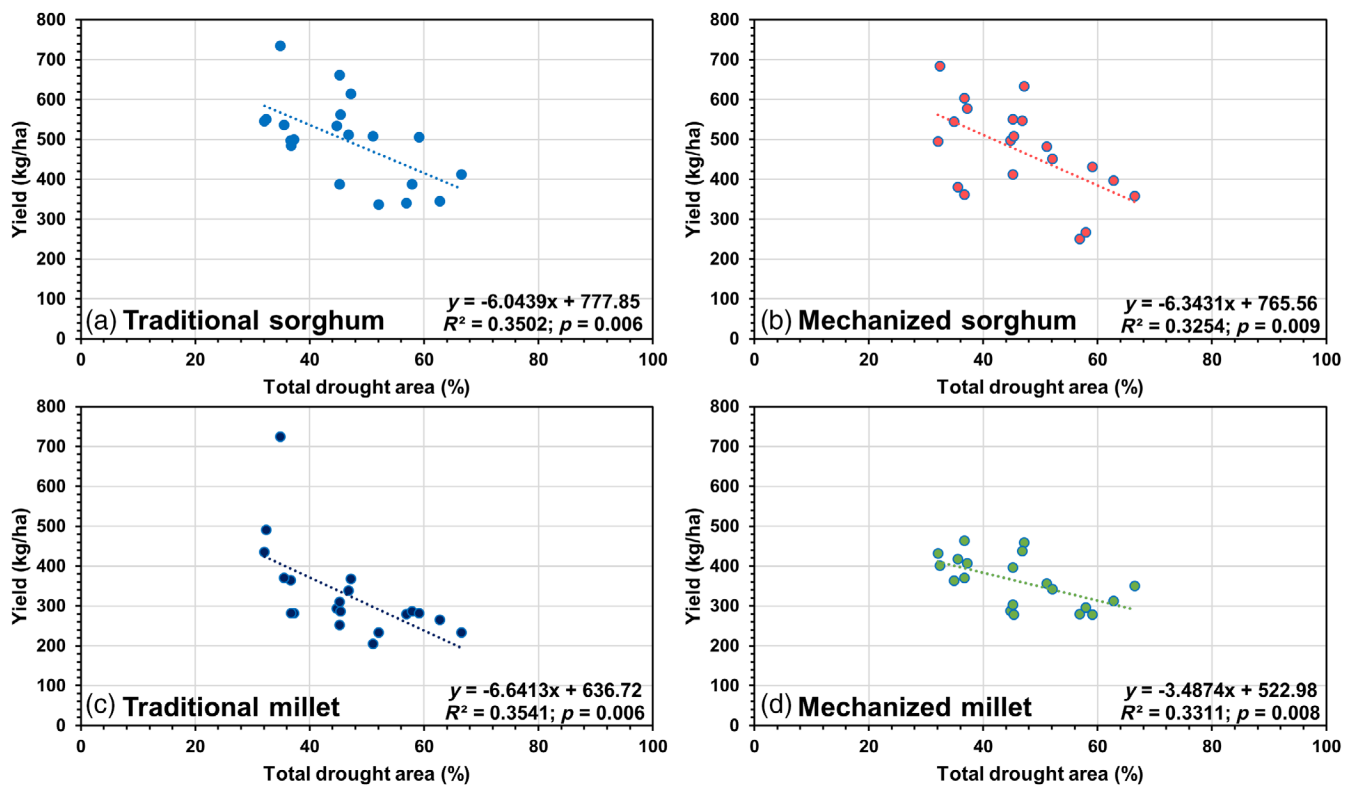 800
700
600
500
400
300
200
100
0
Yield (kg/ha)
(a) Traditional sorghum
y = -6.0439x + 777.85
R² = 0.3502; p = 0.006
0 20 40 60 80 100
Total drought area (%)
800
700
600
500
400
300
200
100
0
Yield (kg/ha)
(b) Mechanized sorghum
y = -6.3431x + 765.56
R² = 0.3254; p = 0.009
0 20 40 60 80 100
Total drought area (%)
800
700
600
500
400
300
200
100
0
Yield (kg/ha)
(c) Traditional millet
y = -6.6413x + 636.72
R² = 0.3541; p = 0.006
0 20 40 60 80 100
Total drought area (%)
800
700
600
500
400
300
200
100
0
Yield (kg/ha)
(d) Mechanized millet
y = -3.4874x + 522.98
R² = 0.3311; p = 0.008
0 20 40 60 80 100
Total drought area (%)